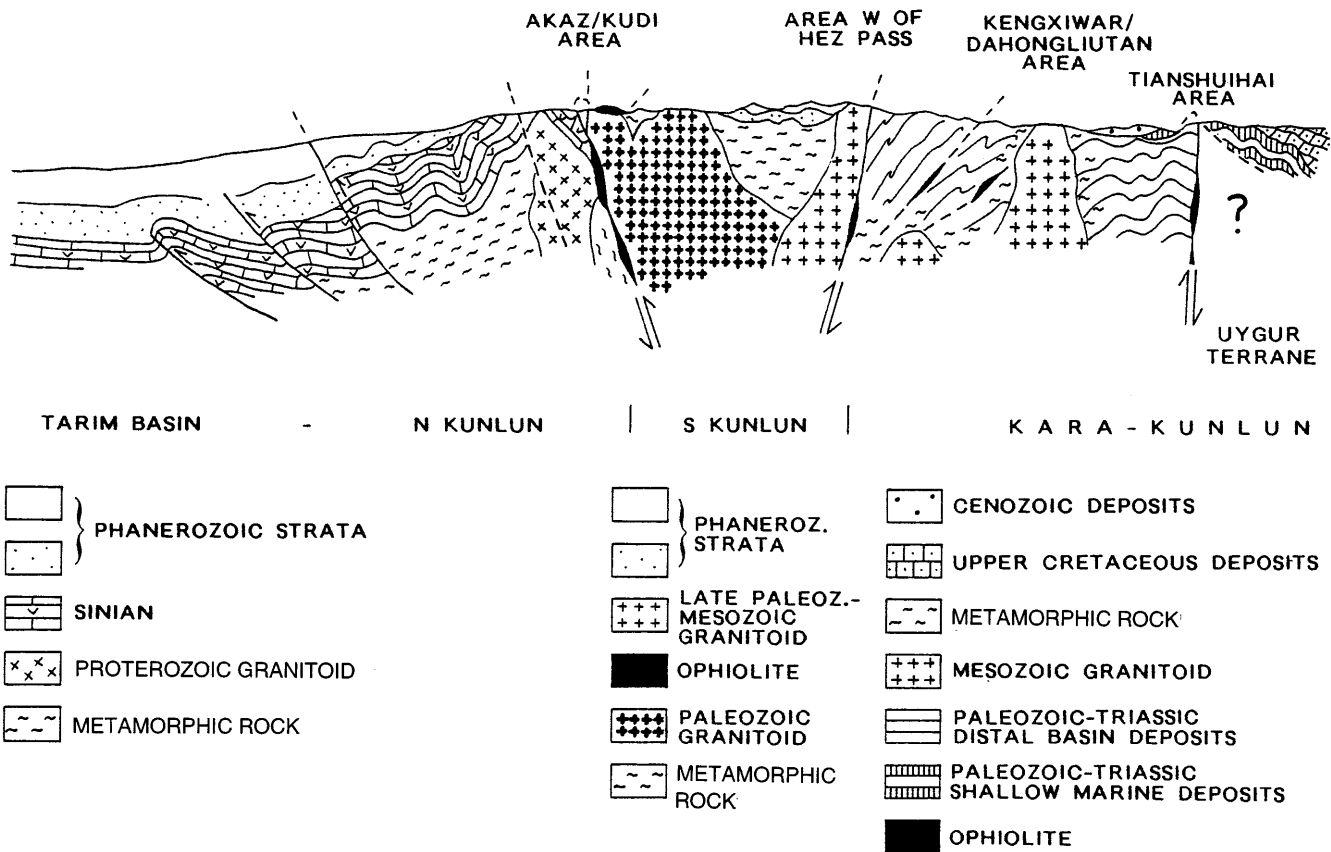 AKAZ/KUDI
AREA
AREA W OF
HEZ PASS
KENGXIWAR/
DAHONGLIUTAN
AREA
TIANSHUIHAI
AREA
?
UYGUR
TERRANE
TARIM BASIN - N KUNLUN | S KUNLUN | KARA-KUNLUN
PHANEROZOIC STRATA
SINIAN
PROTEROZOIC GRANITOID
METAMORPHIC ROCK
PHANEROZ.
STRATA
LATE PALEOZ.-
MESOZOIC
GRANITOID
OPHIOLITE
PALEOZOIC
GRANITOID
METAMORPHIC
ROCK
CENOZOIC DEPOSITS
UPPER CRETACEOUS DEPOSITS
METAMORPHIC ROCK
MESOZOIC GRANITOID
PALEOZOIC-TRIASSIC
DISTAL BASIN DEPOSITS
PALEOZOIC-TRIASSIC
SHALLOW MARINE DEPOSITS
OPHIOLITE